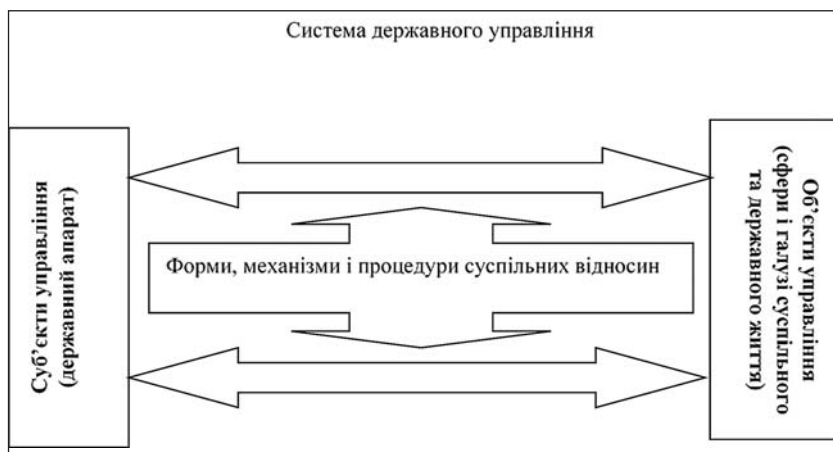 Система державного управління
Суб’єкти управління
(державний апарат)
Форми, механізми і процедури суспільних відносин
Об’єкти управління
(сфери і галузі суспільного
та державного життя)